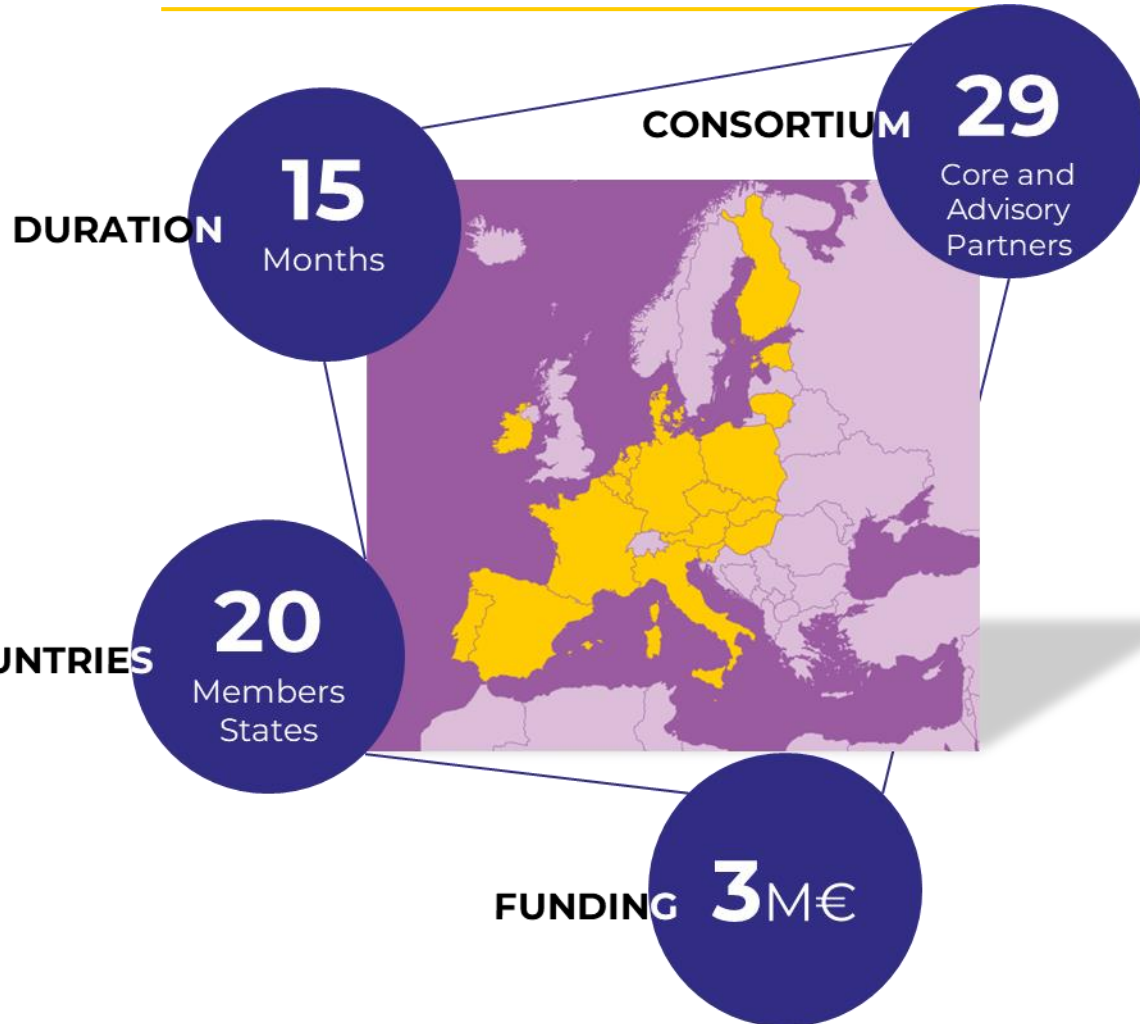 CONSORTIUM
29
Core and
Advisory
Partners
DURATION
15
Months
UNTRIES
20
Members
States
FUNDING
3M€